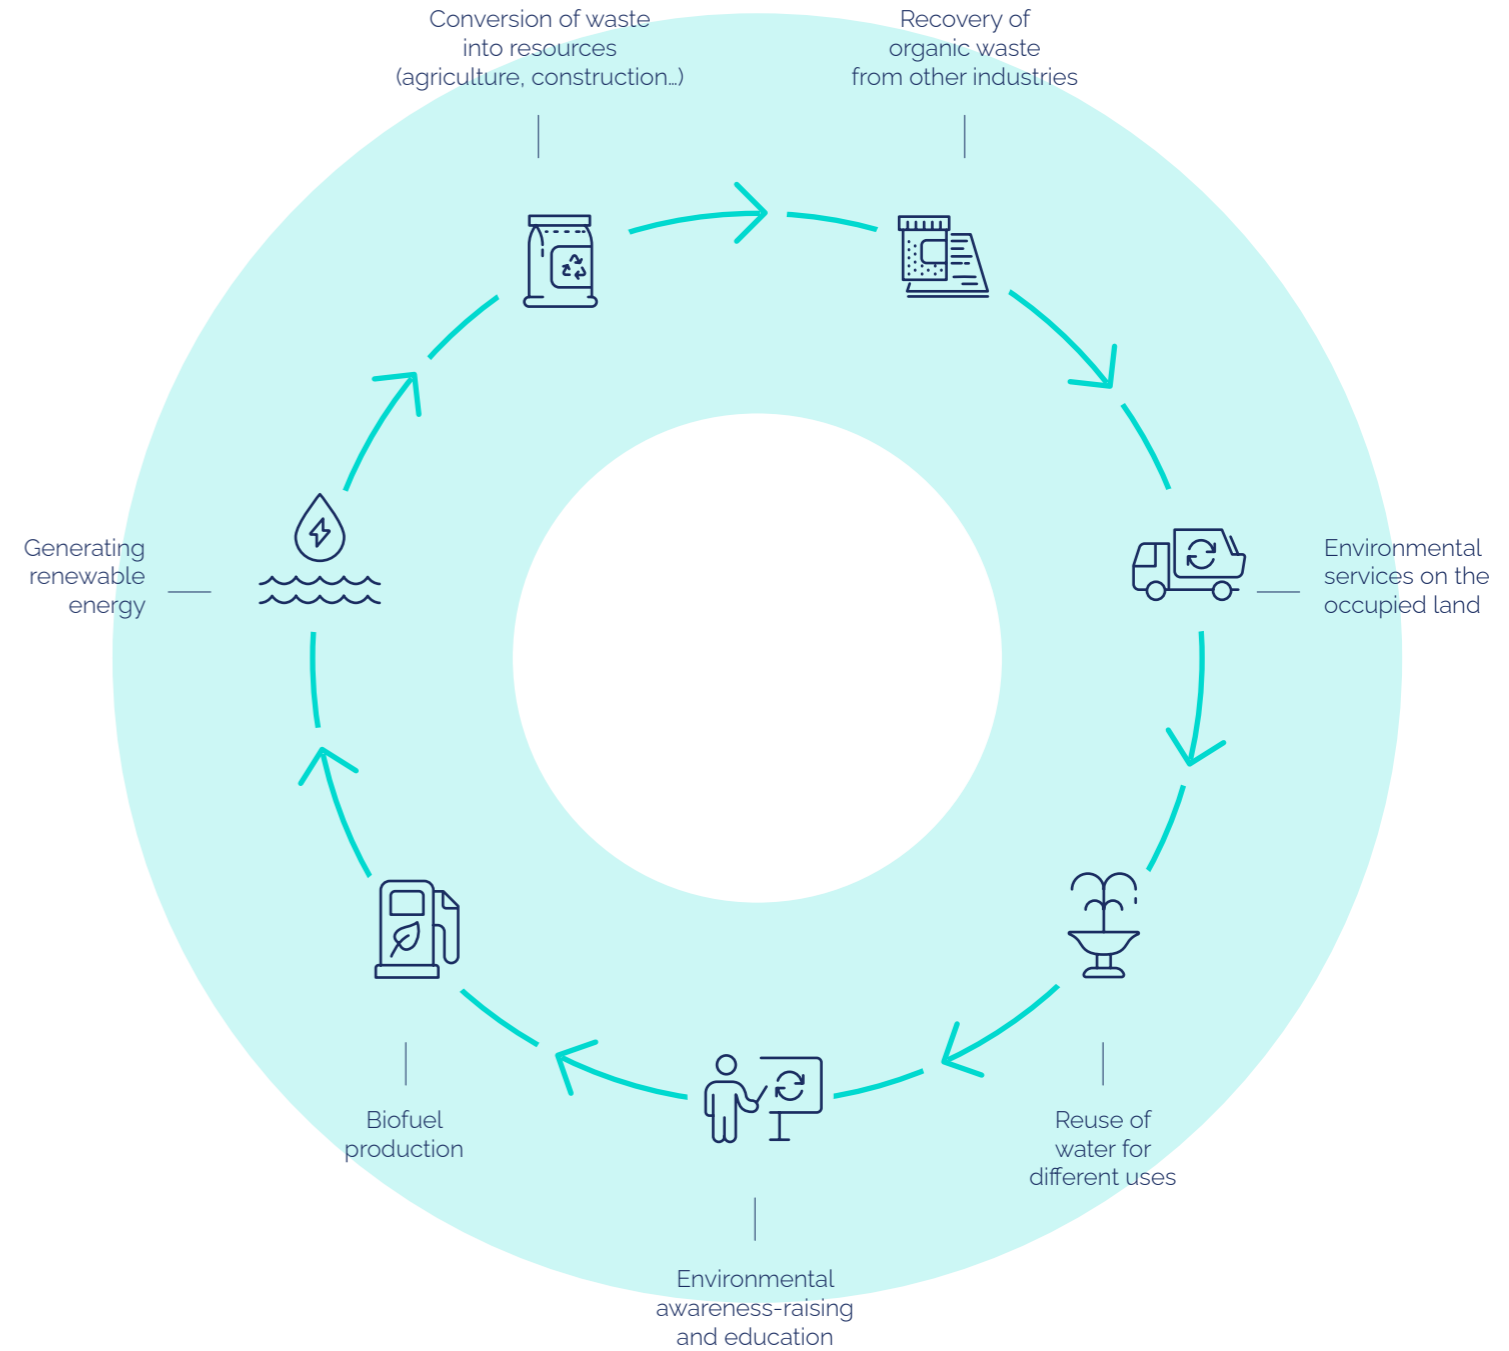 Conversion of waste
into resources
(agriculture, construction…)
Recovery of
organic waste
from other industries
Generating
renewable
energy
Environmental
services on the
occupied land
Biofuel
production
Reuse of
water for
different uses
Environmental
awareness-raising
and education